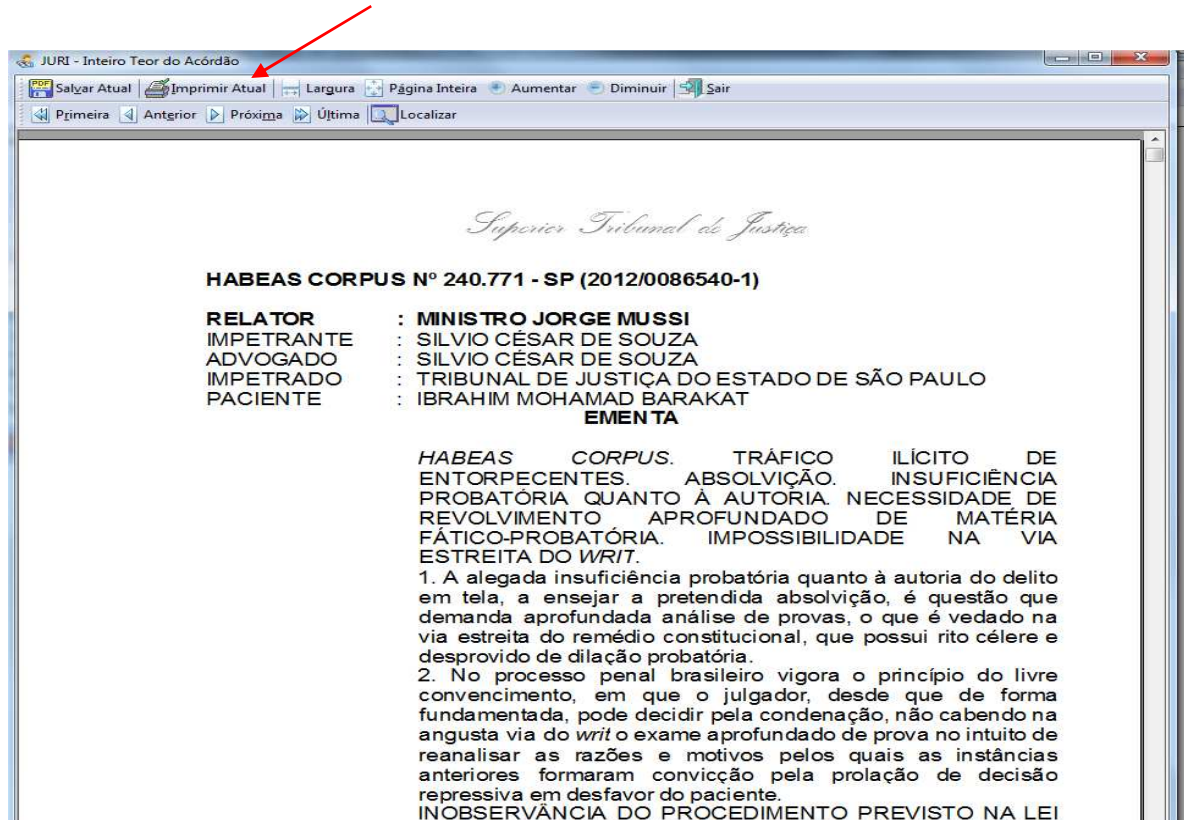 JURI - Inteiro Teor do Acórdão
PDF Salvar Atual Imprimir Atual Largura Página Inteira Aumentar Diminuir Sair
Primeira Anterior Próxima Última Localizar
Superior Tribunal de Justiça
HABEAS CORPUS Nº 240.771 - SP (2012/0086540-1)
RELATOR : MINISTRO JORGE MUSSI
IMPETRANTE : SILVIO CÉSAR DE SOUZA
ADVOGADO : SILVIO CÉSAR DE SOUZA
IMPETRADO : TRIBUNAL DE JUSTIÇA DO ESTADO DE SÃO PAULO
PACIENTE : IBRAHIM MOHAMAD BARAKAT
EMENTA
HABEAS CORPUS. TRÁFICO ILÍCITO DE
ENTORPECENTES. ABSOLVIÇÃO. INSUFICIÊNCIA
PROBATÓRIA QUANTO À AUTORIA. NECESSIDADE DE
REVOLVIMENTO APROFUNDADO DE MATÉRIA
FÁTICO-PROBATÓRIA. IMPOSSIBILIDADE NA VIA
ESTREITA DO WRIT.
1. A alegada insuficiência probatória quanto à autoria do delito
em tela, a ensejar a pretendida absolvição, é questão que
demanda aprofundada análise de provas, o que é vedado na
via estreita do remédio constitucional, que possui rito célere e
desprovido de dilação probatória.
2. No processo penal brasileiro vigora o princípio do livre
convencimento, em que o julgador, desde que de forma
fundamentada, pode decidir pela condenação, não cabendo na
angusta via do writ o exame aprofundado de prova no intuito de
reanalisar as razões e motivos pelos quais as instâncias
anteriores formaram convicção pela prolação de decisão
repressiva em desfavor do paciente.
INOBSERVÂNCIA DO PROCEDIMENTO PREVISTO NA LEI